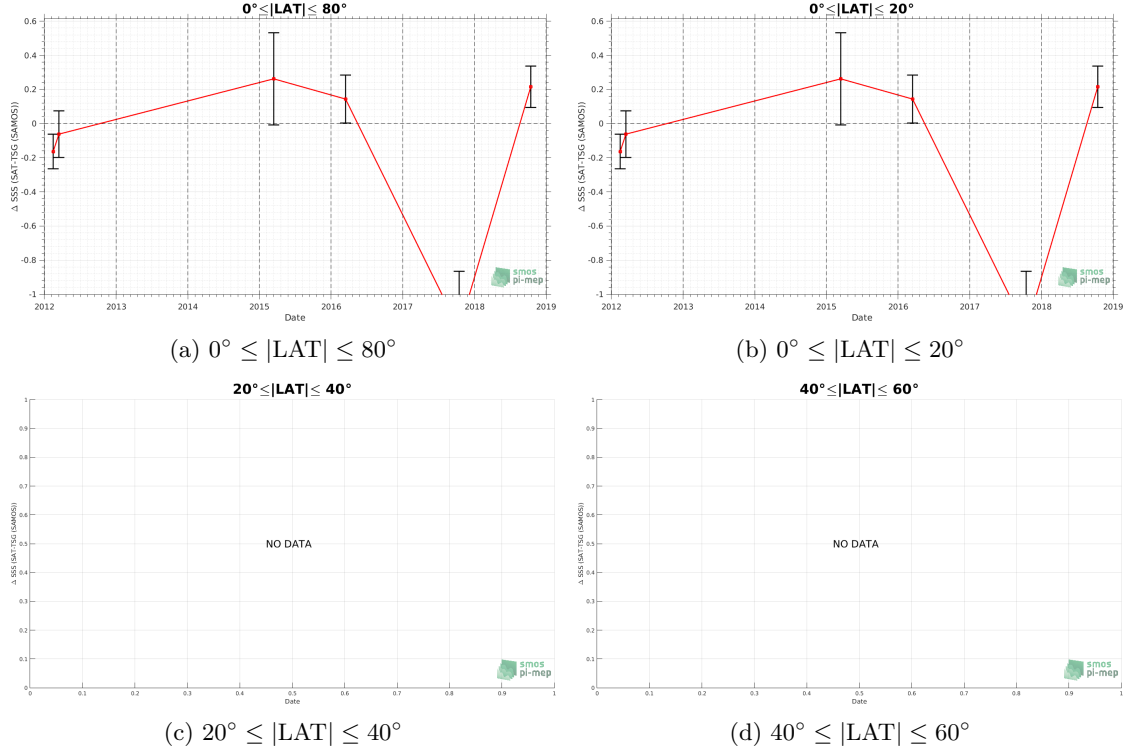 0°≤|LAT|≤ 80°
0.6
0.4
0.2
0
-0.2
-0.4
-0.6
-0.8
-1
Δ SSS (SAT-TSG (SAMOS))
2012 2013 2014 2015 2016 2017 2018 2019
Date
smos
pi-mep
(a) 0° ≤ |LAT| ≤ 80°
0°≤|LAT|≤ 20°
0.6
0.4
0.2
0
-0.2
-0.4
-0.6
-0.8
-1
Δ SSS (SAT-TSG (SAMOS))
2012 2013 2014 2015 2016 2017 2018 2019
Date
smos
pi-mep
(b) 0° ≤ |LAT| ≤ 20°
20°≤|LAT|≤ 40°
1
0.9
0.8
0.7
0.6
0.5
0.4
0.3
0.2
0.1
0
Δ SSS (SAT-TSG (SAMOS))
NO DATA
0 0.1 0.2 0.3 0.4 0.5 0.6 0.7 0.8 0.9 1
Date
smos
pi-mep
(c) 20° ≤ |LAT| ≤ 40°
40°≤|LAT|≤ 60°
1
0.9
0.8
0.7
0.6
0.5
0.4
0.3
0.2
0.1
0
Δ SSS (SAT-TSG (SAMOS))
NO DATA
0 0.1 0.2 0.3 0.4 0.5 0.6 0.7 0.8 0.9 1
Date
smos
pi-mep
(d) 40° ≤ |LAT| ≤ 60°